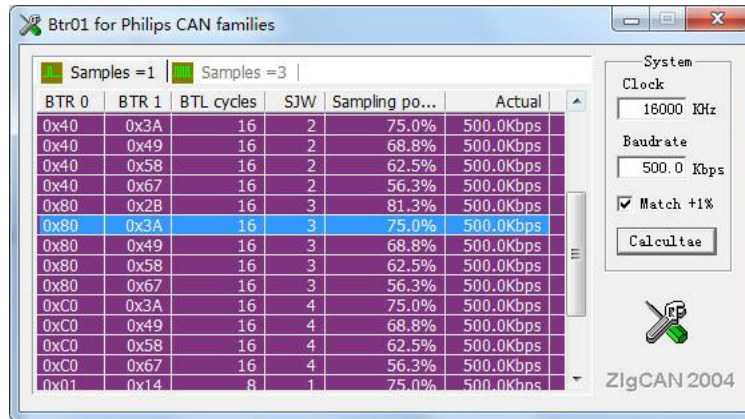 Btr01 for Philips CAN families
Samples =1 Samples =3
BTR 0 BTR 1 BTL cycles SJW Sampling po... Actual
0x40 0x3A 16 2 75.0% 500.0Kbps
0x40 0x49 16 2 68.8% 500.0Kbps
0x40 0x58 16 2 62.5% 500.0Kbps
0x40 0x67 16 2 56.3% 500.0Kbps
0x80 0x2B 16 3 81.3% 500.0Kbps
0x80 0x3A 16 3 75.0% 500.0Kbps
0x80 0x49 16 3 68.8% 500.0Kbps
0x80 0x58 16 3 62.5% 500.0Kbps
0x80 0x67 16 3 56.3% 500.0Kbps
0xC0 0x3A 16 4 75.0% 500.0Kbps
0xC0 0x49 16 4 68.8% 500.0Kbps
0xC0 0x58 16 4 62.5% 500.0Kbps
0xC0 0x67 16 4 56.3% 500.0Kbps
0x01 0x14 8 1 75.0% 500.0Kbps
System
Clock
16000 KHz
Baudrate
500.0 Kbps
Match +1%
Calcultae
ZIgCAN 2004